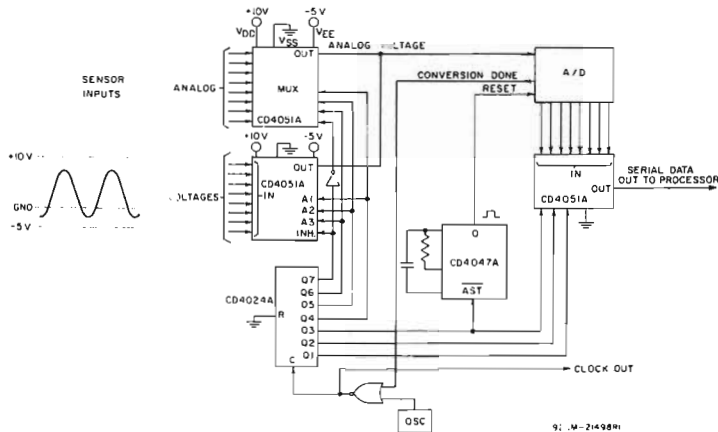 +10V
-5V
VDD
VSS
VEE
ANALOG
OUT
MUX
CD4051A
ANALOG
CONVERSION DONE
RESET
A/D
SENSOR
INPUTS
+10V
GND
-5V
+10V
-5V
OUT
CD4051A
IN
A1
A2
A3
INH.
IN
OUT
CD4051A
SERIAL DATA
OUT TO PROCESSOR
Q
CD4047A
AST
CD4024A
R
C
Q7
Q6
Q5
Q4
Q3
Q2
Q1
CLOCK OUT
OSC